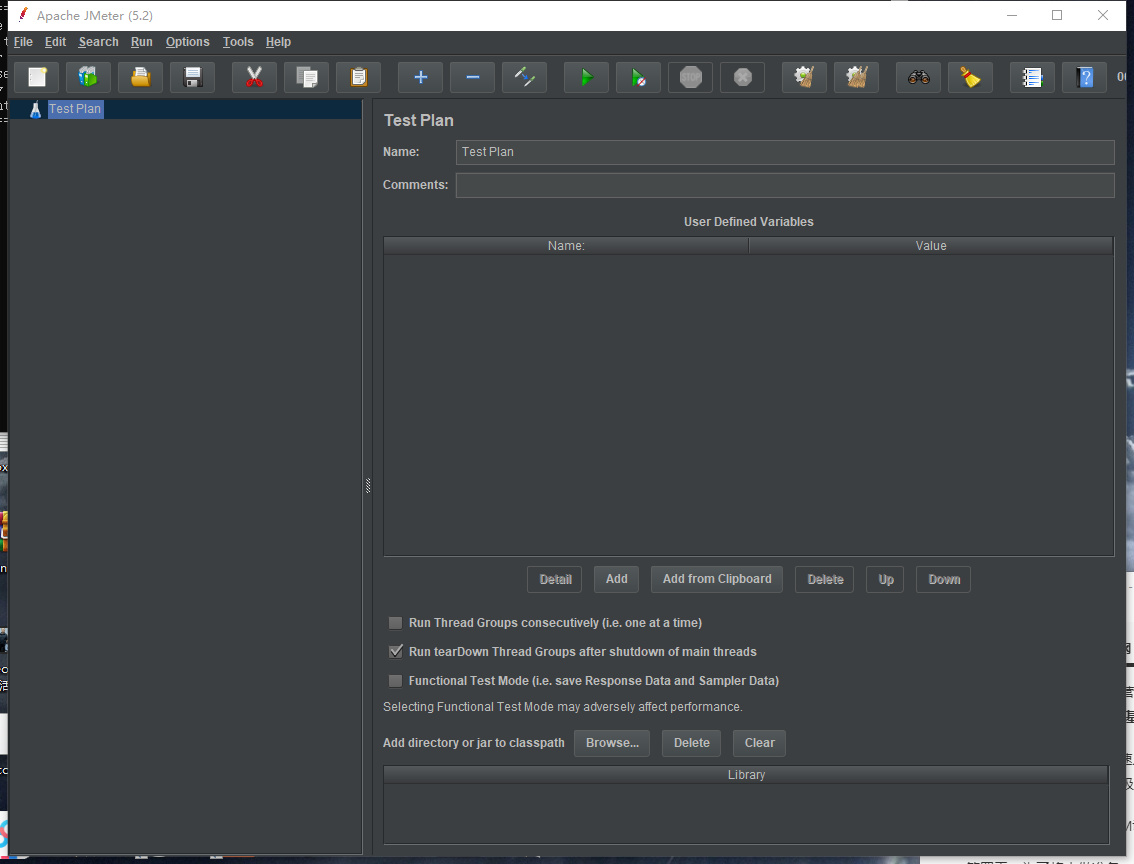 Apache JMeter (5.2)
File Edit Search Run Options Tools Help
STOP
Test Plan
Test Plan
Name: Test Plan
Comments:
User Defined Variables
Name: Value
Detail Add Add from Clipboard Delete Up Down
Run Thread Groups consecutively (i.e. one at a time)
Run tearDown Thread Groups after shutdown of main threads
Functional Test Mode (i.e. save Response Data and Sampler Data)
Selecting Functional Test Mode may adversely affect performance.
Add directory or jar to classpath Browse... Delete Clear
Library